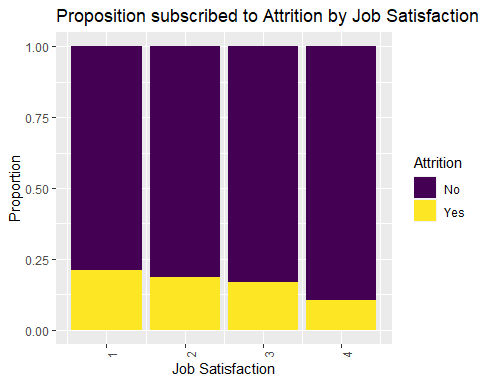 Proposition subscribed to Attrition by Job Satisfaction
1.00
0.75
0.50
0.25
0.00
Proportion
1
2
3
4
Job Satisfaction
Attrition
No
Yes